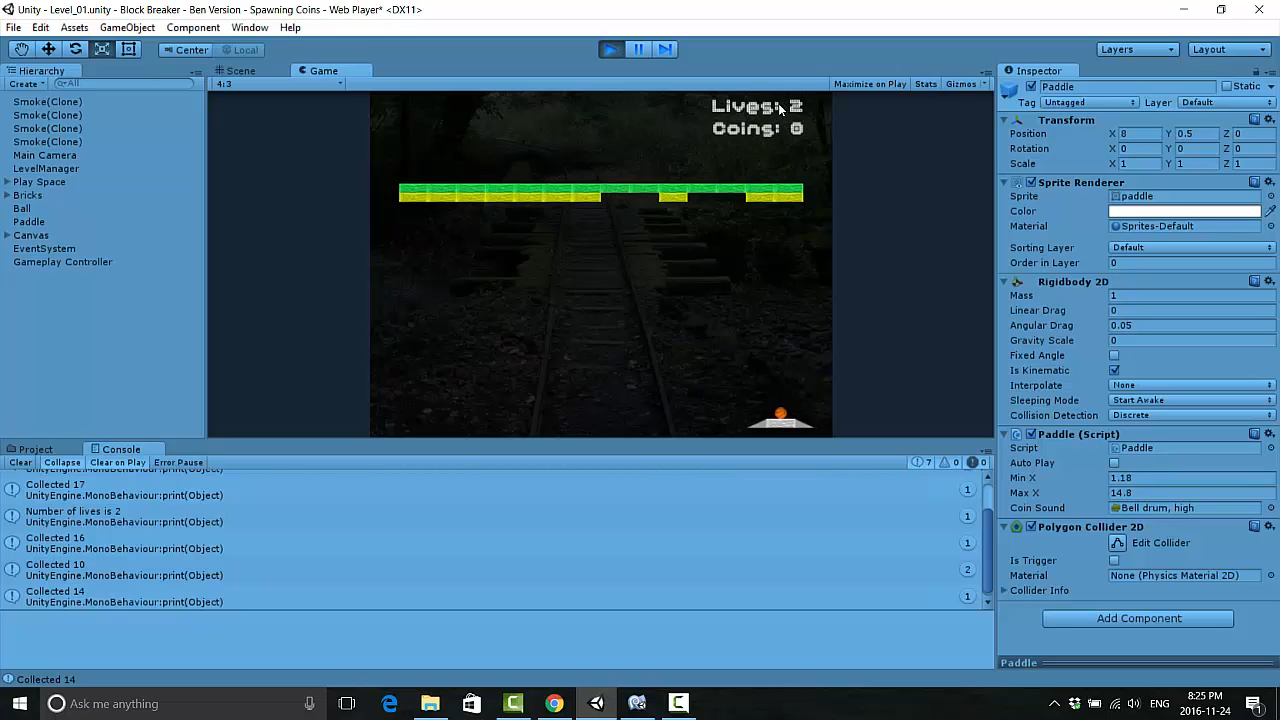 Unity - Level_01.unity - Block Breaker - Ben Version - Spawning Coins - Web Player* <DX11>
File Edit Assets GameObject Component Window Help
Center Local Layers Layout
Hierarchy Scene Game Inspector
Create All 4:3 Maximize on Play Stats Gizmos Paddle Static
Tag Untagged Layer Default
Smoke(Clone)
Smoke(Clone)
Smoke(Clone)
Smoke(Clone)
Main Camera
LevelManager
Play Space
Bricks
Ball
Paddle
Canvas
EventSystem
Gameplay Controller
Lives: 2
Coins: 0
Transform
Position X 8 Y 0.5 Z 0
Rotation X 0 Y 0 Z 0
Scale X 1 Y 1 Z 1
Sprite Renderer
Sprite paddle
Color
Material Sprites-Default
Sorting Layer Default
Order in Layer 0
Rigidbody 2D
Mass 1
Linear Drag 0
Angular Drag 0.05
Gravity Scale 0
Fixed Angle
Is Kinematic
Interpolate None
Sleeping Mode Start Awake
Collision Detection Discrete
Paddle (Script)
Script Paddle
Auto Play
Min X 1.18
Max X 14.8
Coin Sound Bell drum, high
Polygon Collider 2D
Edit Collider
Is Trigger
Material None (Physics Material 2D)
Collider Info
Add Component
Paddle
Project Console
Clear Collapse Clear on Play Error Pause 7 0 0
UnityEngine.MonoBehaviour:print(Object)
Collected 17
UnityEngine.MonoBehaviour:print(Object) 1
Number of lives is 2
UnityEngine.MonoBehaviour:print(Object) 1
Collected 16
UnityEngine.MonoBehaviour:print(Object) 1
Collected 10
UnityEngine.MonoBehaviour:print(Object) 2
Collected 14
UnityEngine.MonoBehaviour:print(Object) 1
Collected 14
Ask me anything
8:25 PM
2016-11-24